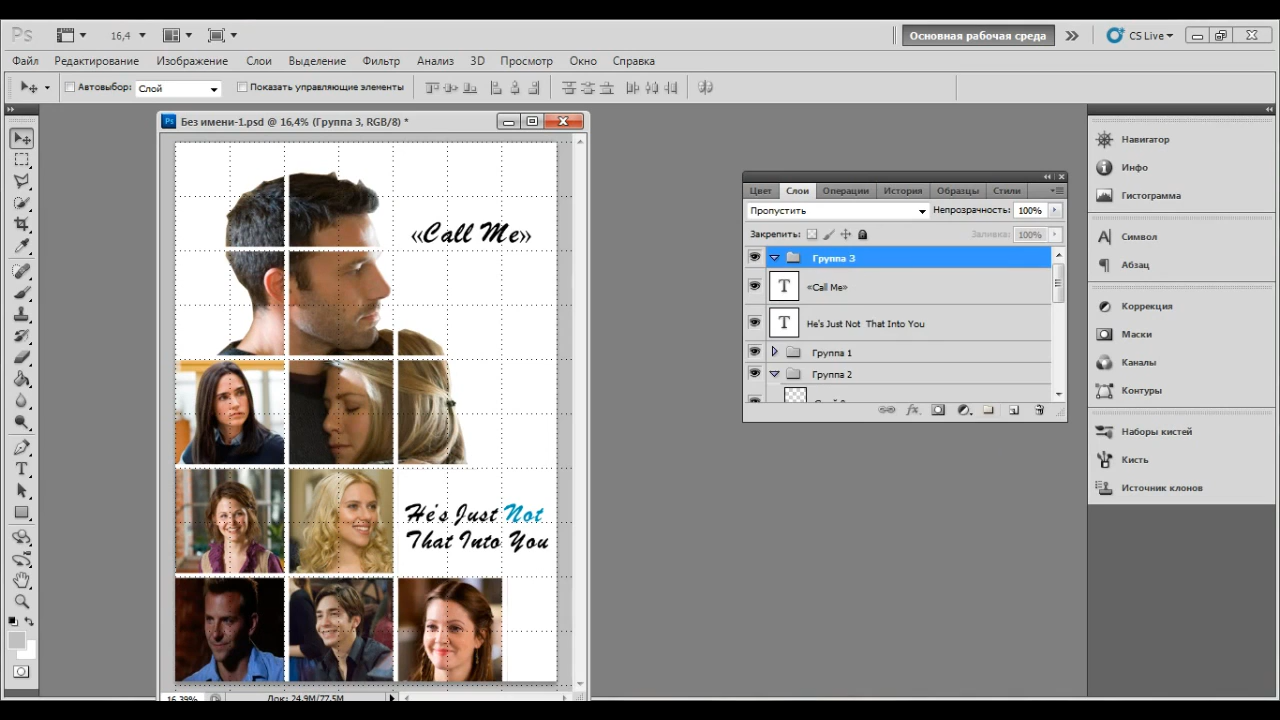 Ps
16,4
Основная рабочая среда
CS Live
Файл Редактирование Изображение Слои Выделение Фильтр Анализ 3D Просмотр Окно Справка
Автовыбор: Слой Показать управляющие элементы
Ps Без имени-1.psd @ 16,4% (Группа 3, RGB/8) *
«Call Me»
He's Just Not
That Into You
16,39% Док: 24,9M/77,5M
Цвет Слои Операции История Образцы Стили
Пропустить Непрозрачность: 100%
Закрепить: Заливка: 100%
Группа 3
T «Call Me»
T He's Just Not That Into You
Группа 1
Группа 2
Навигатор
Инфо
Гистограмма
Символ
Абзац
Коррекция
Маски
Каналы
Контуры
Наборы кистей
Кисть
Источник клонов